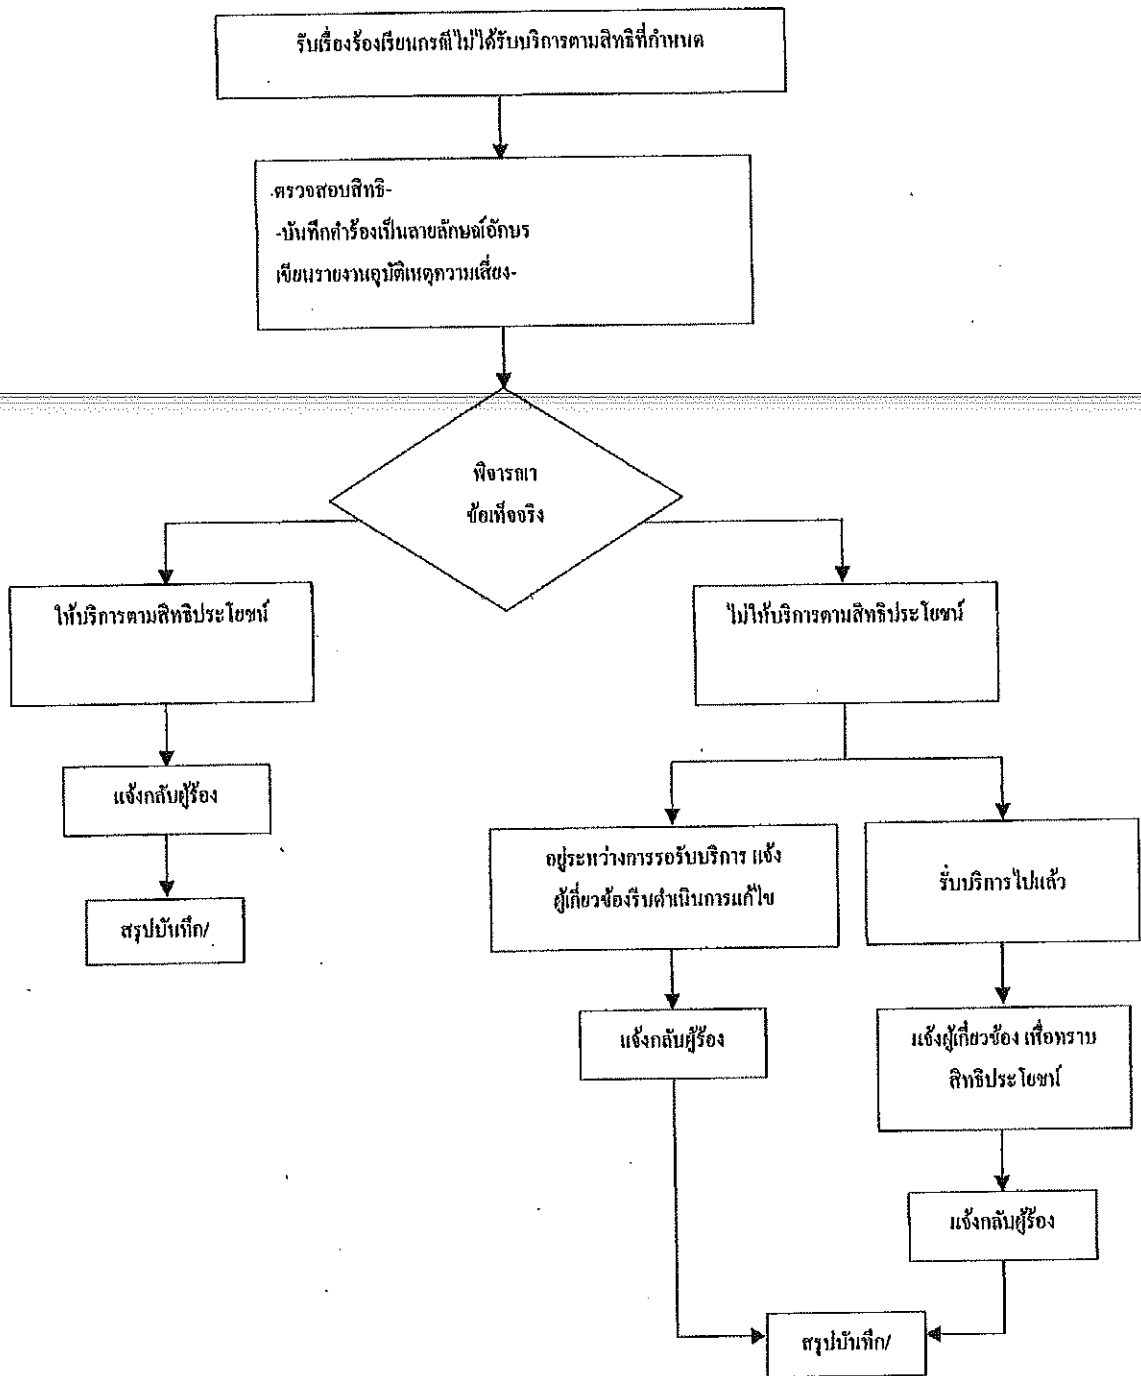 รับเรื่องร้องเรียนกรณีไม่ได้รับบริการตามสิทธิที่กำหนด
-ตรวจสอบสิทธิ-
-บันทึกคำร้องเป็นลายลักษณ์อักษร
เขียนรายงานอุบัติเหตุความเสี่ยง-
พิจารณา
ข้อเท็จจริง
ให้บริการตามสิทธิประโยชน์
ไม่ให้บริการตามสิทธิประโยชน์
แจ้งกลับผู้ร้อง
สรุปบันทึก/
อยู่ระหว่างการรอรับบริการ แจ้ง
ผู้เกี่ยวข้องรีบดำเนินการแก้ไข
รับบริการไปแล้ว
แจ้งกลับผู้ร้อง
แจ้งผู้เกี่ยวข้อง เพื่อทราบ
สิทธิประโยชน์
แจ้งกลับผู้ร้อง
สรุปบันทึก/